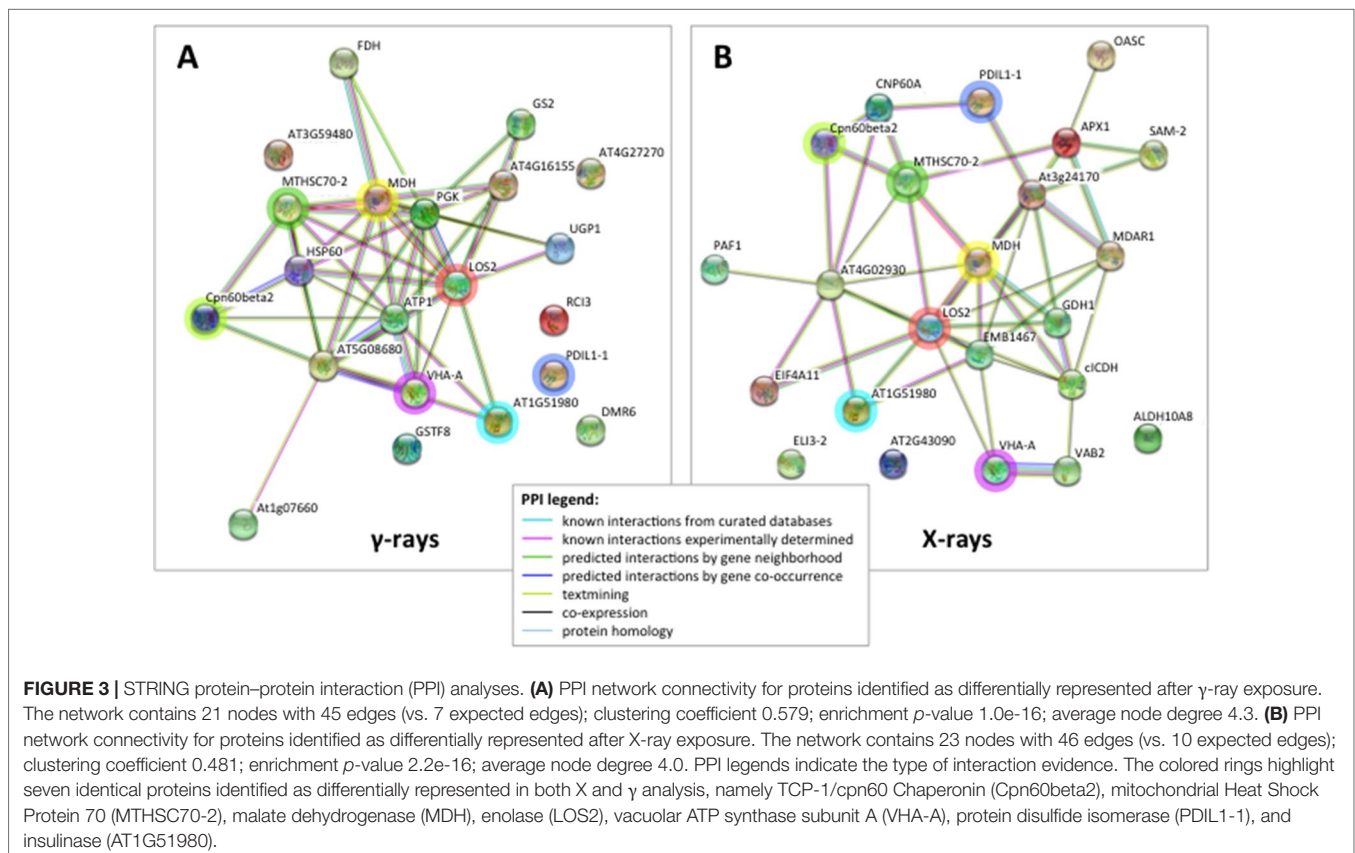 A
FDH
GS2
AT3G59480
AT4G16155
AT4G27270
MTHSC70-2
MDH
PGK
UGP1
HSP60
LOS2
Cpn60beta2
ATP1
RCI3
AT5G08680
PDIL1-1
VHA-A
AT1G51980
DMR6
GSTF8
At1g07660
γ-rays
B
OASC
CNP60A
PDIL1-1
Cpn60beta2
APX1
SAM-2
MTHSC70-2
At3g24170
PAF1
MDH
MDAR1
AT4G02930
LOS2
GDH1
EMB1467
EIF4A11
cICDH
AT1G51980
ALDH10A8
ELI3-2
AT2G43090
VHA-A
VAB2
X-rays
PPI legend:
known interactions from curated databases
known interactions experimentally determined
predicted interactions by gene neighborhood
predicted interactions by gene co-occurrence
textmining
co-expression
protein homology
FIGURE 3 | STRING protein–protein interaction (PPI) analyses. (A) PPI network connectivity for proteins identified as differentially represented after γ-ray exposure.
The network contains 21 nodes with 45 edges (vs. 7 expected edges); clustering coefficient 0.579; enrichment p-value 1.0e-16; average node degree 4.3. (B) PPI
network connectivity for proteins identified as differentially represented after X-ray exposure. The network contains 23 nodes with 46 edges (vs. 10 expected edges);
clustering coefficient 0.481; enrichment p-value 2.2e-16; average node degree 4.0. PPI legends indicate the type of interaction evidence. The colored rings highlight
seven identical proteins identified as differentially represented in both X and γ analysis, namely TCP-1/cpn60 Chaperonin (Cpn60beta2), mitochondrial Heat Shock
Protein 70 (MTHSC70-2), malate dehydrogenase (MDH), enolase (LOS2), vacuolar ATP synthase subunit A (VHA-A), protein disulfide isomerase (PDIL1-1), and
insulinase (AT1G51980).